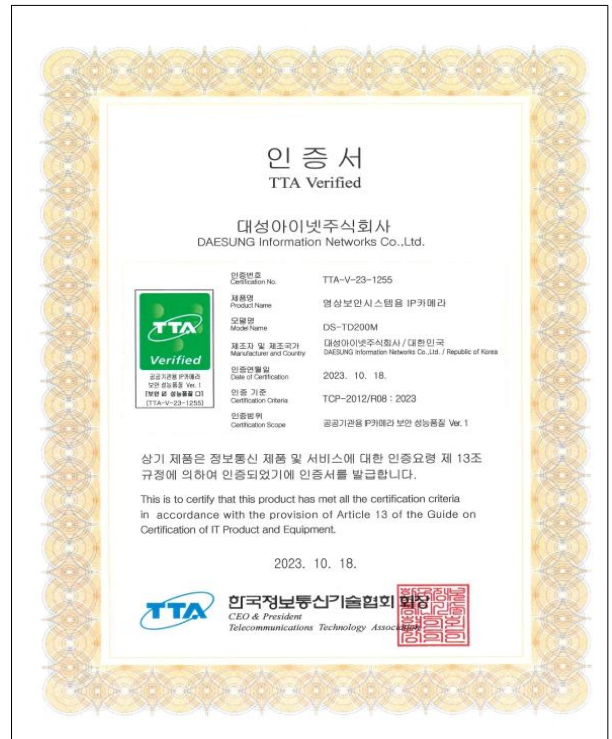 인 증 서
TTA Verified
대성아이넷주식회사
DAESUNG Information Networks Co.,Ltd.
인증번호
Certification No.
TTA-V-23-1255
제품명
Product Name
영상보안시스템용 IP카메라
모델명
Model Name
DS-TD200M
제조자 및 제조국가
Manufacturer and Country
대성아이넷주식회사 / 대한민국
DAESUNG Information Networks Co.,Ltd. / Republic of Korea
인증연월일
Date of Certification
2023. 10. 18.
인증 기준
Certification Criteria
TCP-2012/R08 : 2023
인증범위
Certification Scope
공공기관용 IP카메라 보안 성능품질 Ver. 1
TTA
Verified
공공기관용 IP카메라
보안 성능품질 Ver. 1
[보안 ☑ 성능품질 □]
[TTA-V-23-1255]
상기 제품은 정보통신 제품 및 서비스에 대한 인증요령 제 13조
규정에 의하여 인증되었기에 인증서를 발급합니다.
This is to certify that this product has met all the certification criteria
in accordance with the provision of Article 13 of the Guide on
Certification of IT Product and Equipment.
2023. 10. 18.
TTA
한국정보통신기술협회 회장
CEO & President
Telecommunications Technology Association